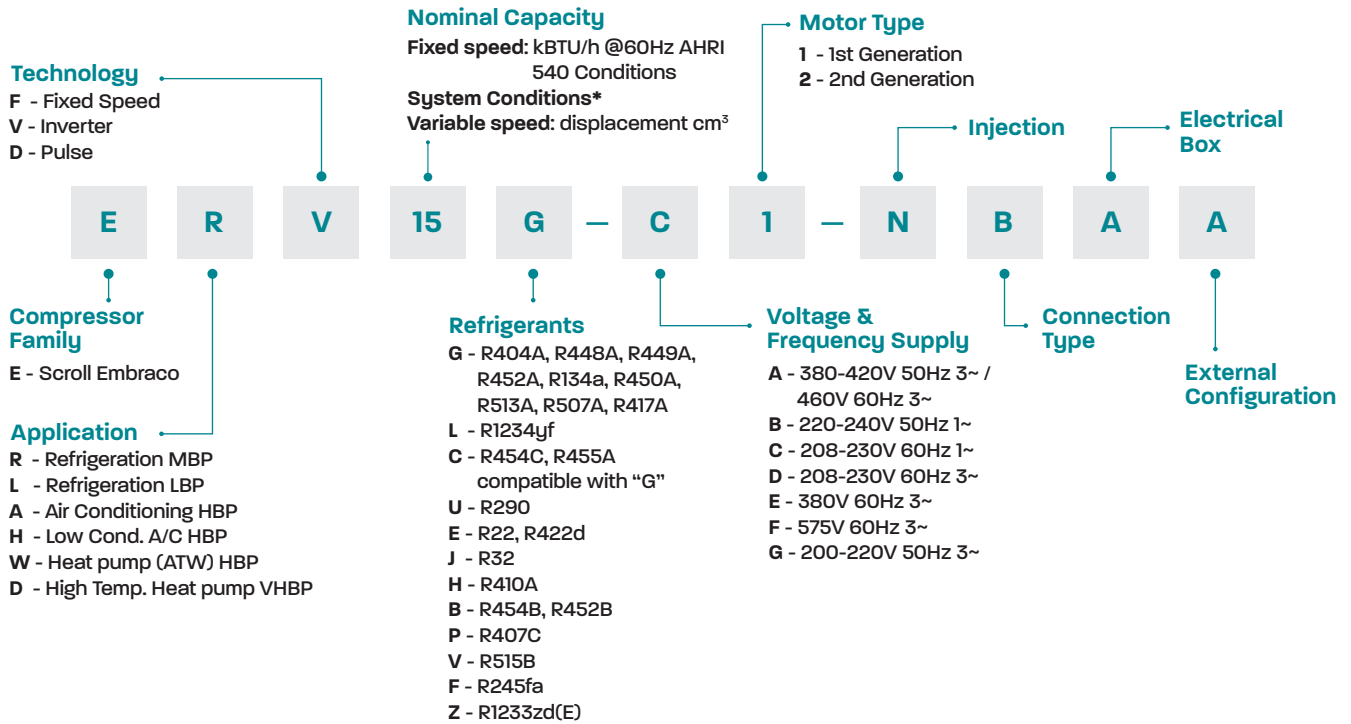 Nominal Capacity
Fixed speed: kBTU/h @60Hz AHRI
540 Conditions
System Conditions*
Variable speed: displacement cm³
Motor Type
1 - 1st Generation
2 - 2nd Generation
Technology
F - Fixed Speed
V - Inverter
D - Pulse
Injection
Electrical
Box
E R V 15 G – C 1 – N B A A
Compressor
Family
E - Scroll Embraco
Application
R - Refrigeration MBP
L - Refrigeration LBP
A - Air Conditioning HBP
H - Low Cond. A/C HBP
W - Heat pump (ATW) HBP
D - High Temp. Heat pump VHBP
Refrigerants
G - R404A, R448A, R449A,
R452A, R134a, R450A,
R513A, R507A, R417A
L - R1234yf
C - R454C, R455A
compatible with “G”
U - R290
E - R22, R422d
J - R32
H - R410A
B - R454B, R452B
P - R407C
V - R515B
F - R245fa
Z - R1233zd(E)
Voltage &
Frequency Supply
A - 380-420V 50Hz 3~ /
460V 60Hz 3~
B - 220-240V 50Hz 1~
C - 208-230V 60Hz 1~
D - 208-230V 60Hz 3~
E - 380V 60Hz 3~
F - 575V 60Hz 3~
G - 200-220V 50Hz 3~
Connection
Type
External
Configuration